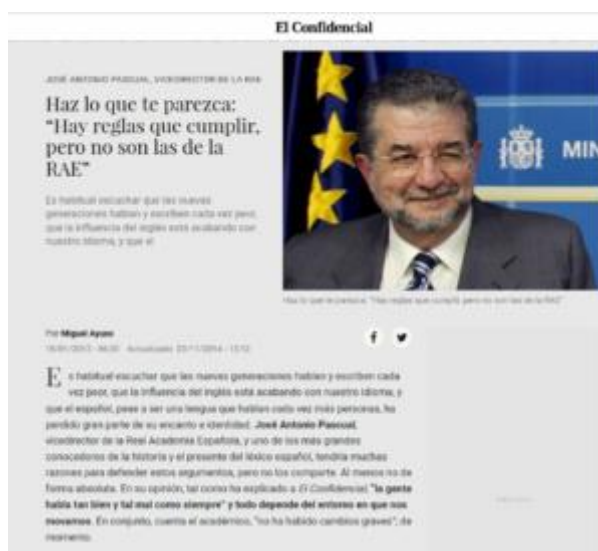 El Confidencial
JOSÉ ANTONIO PASCUAL, VICEDIRECTOR DE LA RAE
Haz lo que te parezca:
“Hay reglas que cumplir,
pero no son las de la
RAE”
Es habitual escuchar que las nuevas
generaciones hablan y escriben cada vez peor,
que la influencia del inglés está acabando con
nuestro idioma, y que el
MIN
Haz lo que te parezca: "Hay reglas que cumplir, pero no son las de la RAE"
Por Miguel Ayuso
Es habitual escuchar que las nuevas generaciones hablan y escriben cada
vez peor, que la influencia del inglés está acabando con nuestro idioma, y
que el español, pese a ser una lengua que hablan cada vez más personas, ha
perdido gran parte de su encanto e identidad. José Antonio Pascual,
vicedirector de la Real Academia Española, y uno de los más grandes
conocedores de la historia y el presente del léxico español, tendría muchas
razones para defender estos argumentos, pero no los comparte. Al menos no de
forma absoluta. En su opinión, tal como ha explicado a El Confidencial, "la gente
habla tan bien y tal mal como siempre" y todo depende del entorno en que nos
movamos. En conjunto, cuenta el académico, "no ha habido cambios graves", de
momento.